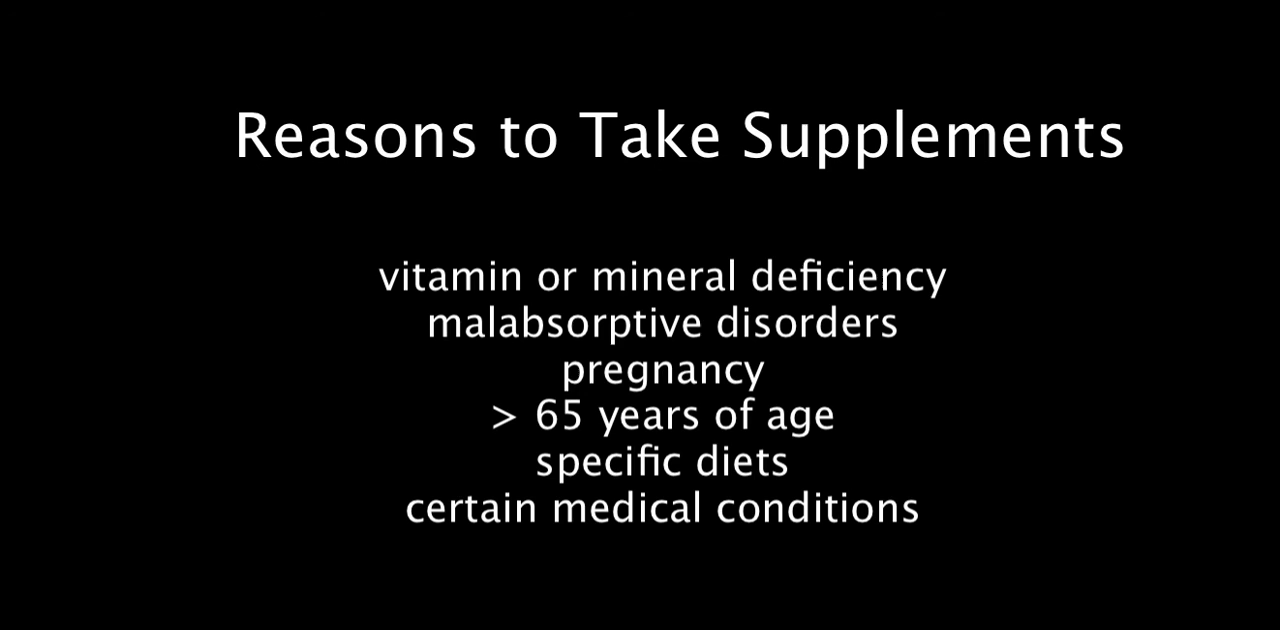 Reasons to Take Supplements
vitamin or mineral deficiency
malabsorptive disorders
pregnancy
> 65 years of age
specific diets
certain medical conditions